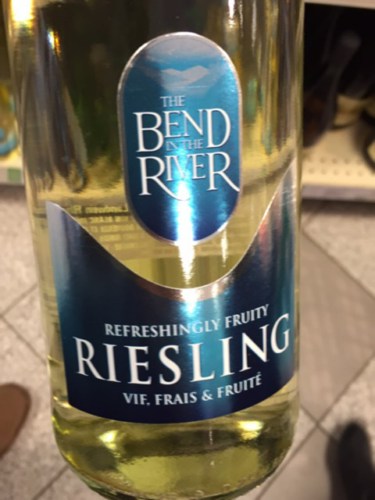 THE
BEND
IN THE
RIVER
REFRESHINGLY FRUITY
RIESLING
VIF, FRAIS & FRUITÉ